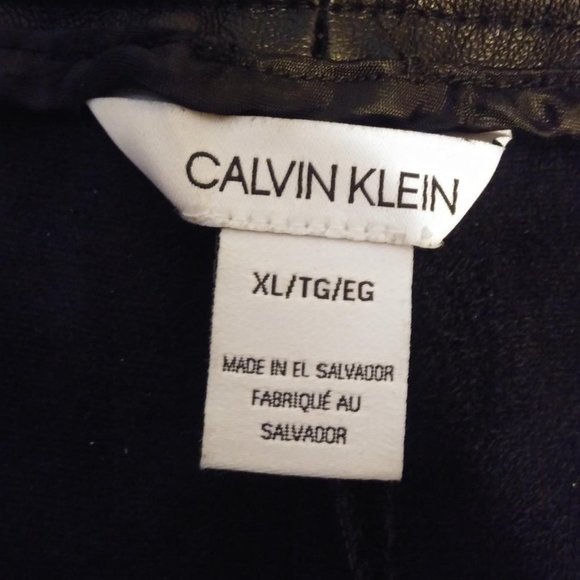 CALVIN KLEIN
XL/TG/EG
MADE IN EL SALVADOR
FABRIQUÉ AU
SALVADOR